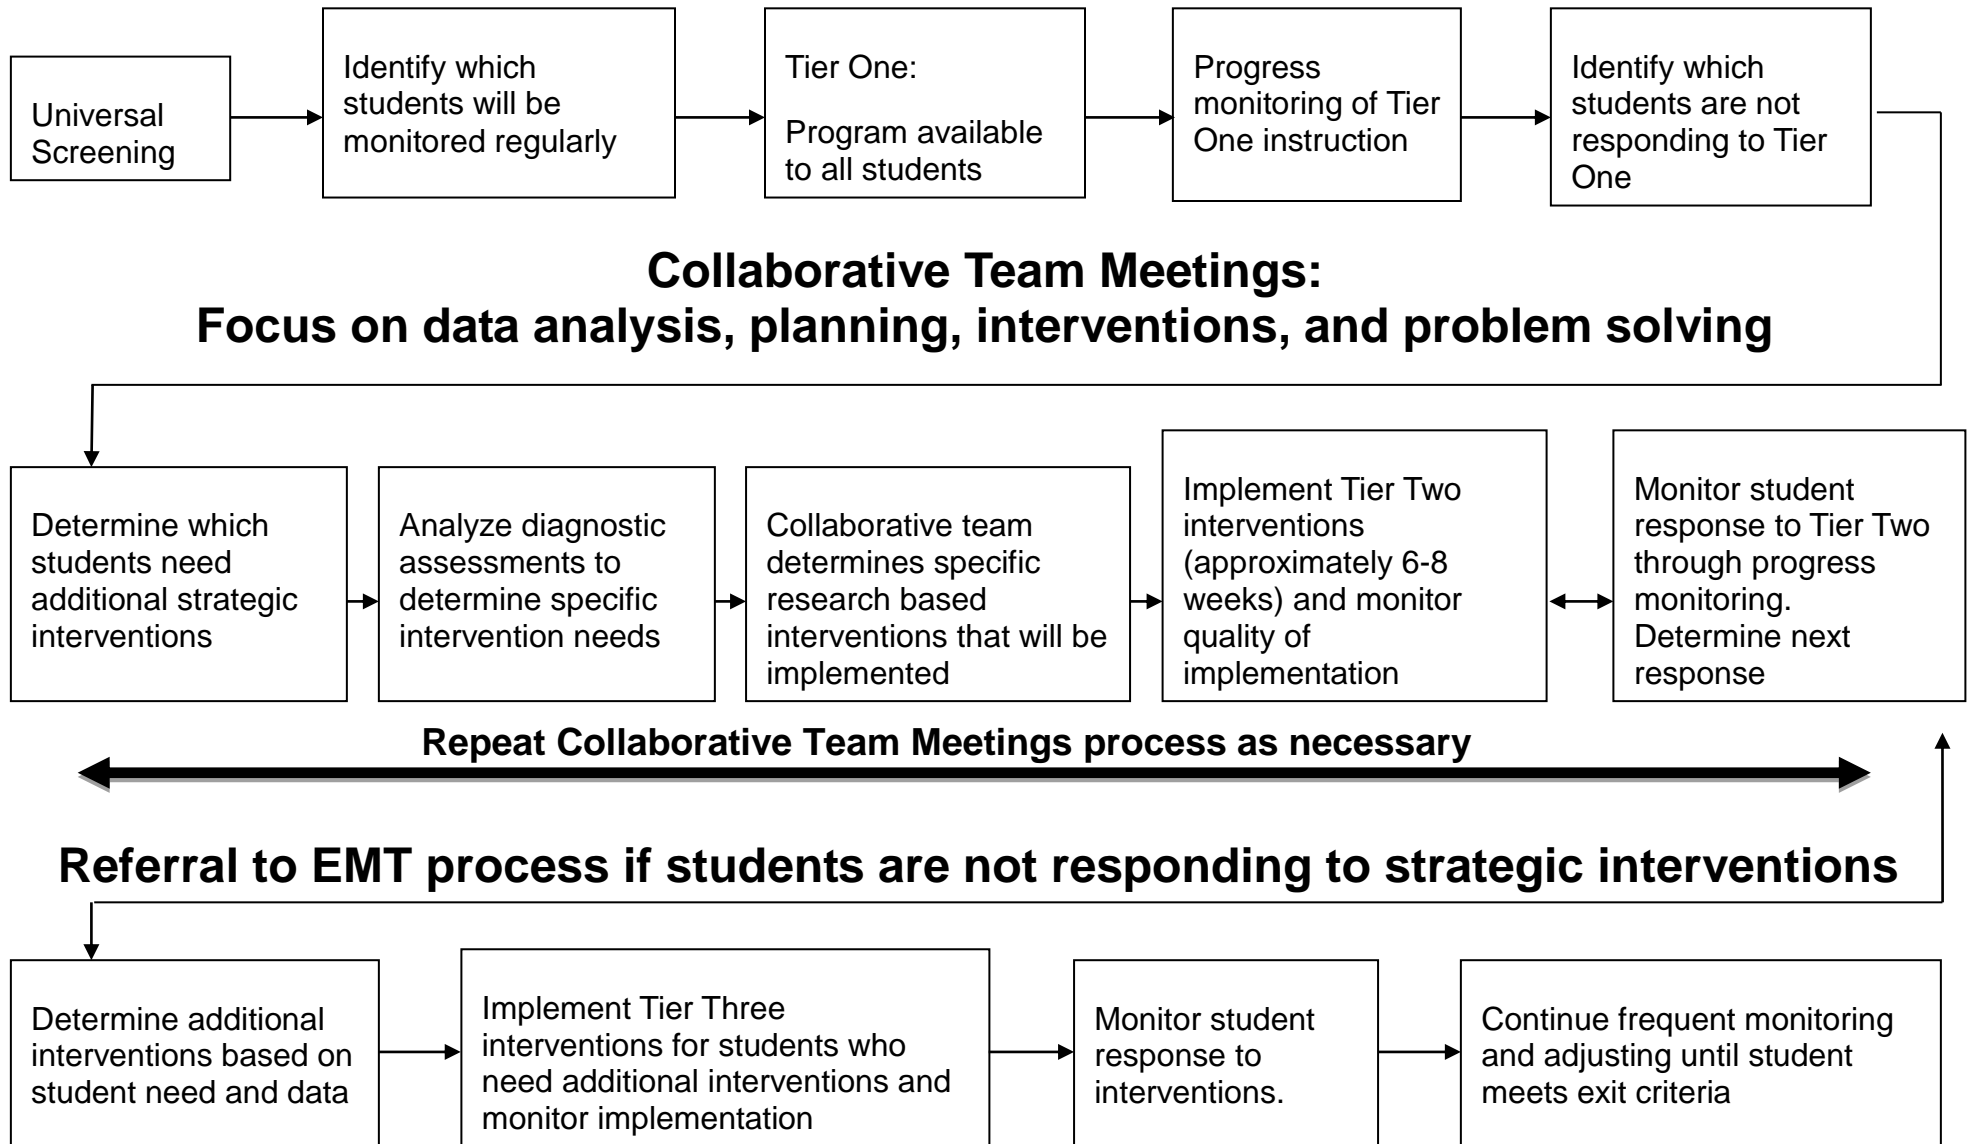 Universal
Screening
Identify which
students will be
monitored regularly
Tier One:
Program available
to all students
Progress
monitoring of Tier
One instruction
Identify which
students are not
responding to Tier
One
Collaborative Team Meetings:
Focus on data analysis, planning, interventions, and problem solving
Determine which
students need
additional strategic
interventions
Analyze diagnostic
assessments to
determine specific
intervention needs
Collaborative team
determines specific
research based
interventions that will be
implemented
Implement Tier Two
interventions
(approximately 6-8
weeks) and monitor
quality of
implementation
Monitor student
response to Tier Two
through progress
monitoring.
Determine next
response
Repeat Collaborative Team Meetings process as necessary
Referral to EMT process if students are not responding to strategic interventions
Determine additional
interventions based on
student need and data
Implement Tier Three
interventions for students who
need additional interventions and
monitor implementation
Monitor student
response to
interventions.
Continue frequent monitoring
and adjusting until student
meets exit criteria